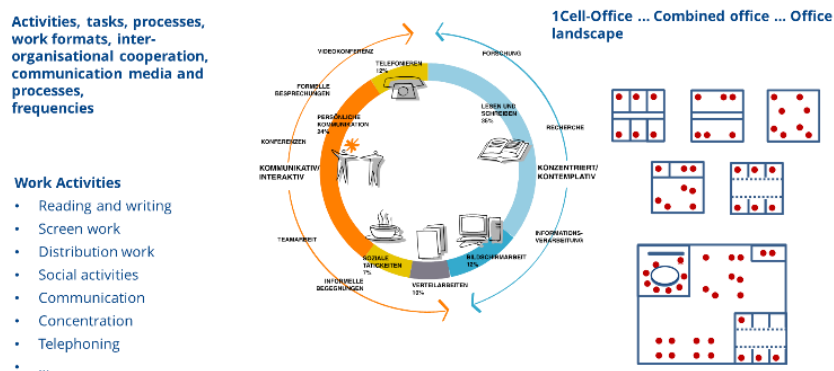 Activities, tasks, processes,
work formats, inter-
organisational cooperation,
communication media and
processes,
frequencies
Work Activities
• Reading and writing
• Screen work
• Distribution work
• Social activities
• Communication
• Concentration
• Telephoning
• ...
VIDEOKONFERENZ
TELEFONIEREN
12%
FORSCHUNG
FORMELLE
BESPRECHUNGEN
LESEN UND
SCHREIBEN
35%
PERSÖNLICHE
KOMMUNIKATION
24%
RECHERCHE
KONFERENZEN
KOMMUNIKATIV/
INTERAKTIV
KONZENTRIERT/
KONTEMPLATIV
TEAMARBEIT
INFORMATIONS-
VERARBEITUNG
SOZIALE
TÄTIGKEITEN
7%
BILDSCHIRMARBEIT
12%
INFORMELLE
BEGEGNUNGEN
VERTEILARBEITEN
10%
1Cell-Office ... Combined office ... Office
landscape